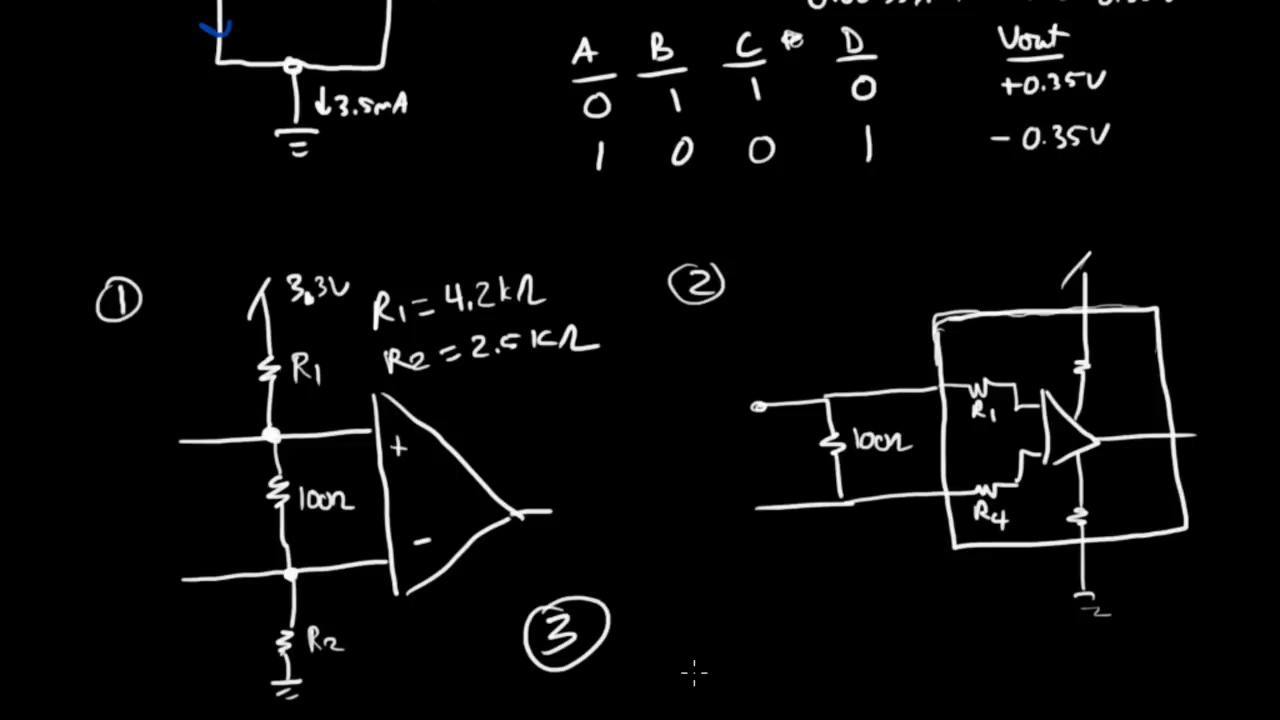 A B C D Vout
0 1 1 0 +0.35V
1 0 0 1 - 0.35V
↓3.5mA
①
3.3V
R1 = 4.2kΩ
R2 = 2.5kΩ
R1
+
100Ω
-
R2
②
R1
100Ω
R4
③